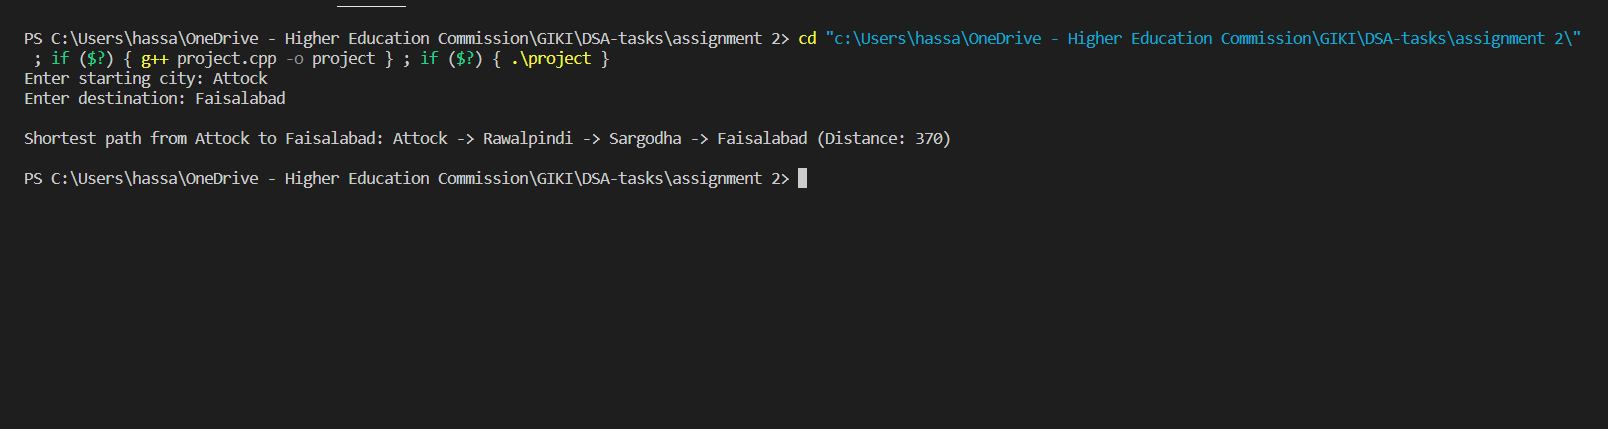 PS C:\Users\hassa\OneDrive - Higher Education Commission\GIKI\DSA-tasks\assignment 2> cd "c:\Users\hassa\OneDrive - Higher Education Commission\GIKI\DSA-tasks\assignment 2\"
; if ($?) { g++ project.cpp -o project } ; if ($?) { .\project }
Enter starting city: Attock
Enter destination: Faisalabad
Shortest path from Attock to Faisalabad: Attock -> Rawalpindi -> Sargodha -> Faisalabad (Distance: 370)
PS C:\Users\hassa\OneDrive - Higher Education Commission\GIKI\DSA-tasks\assignment 2>